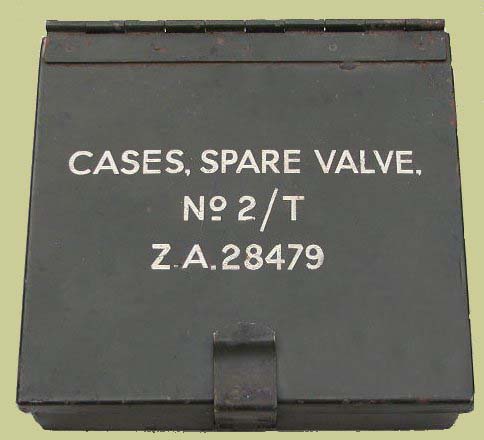 CASES, SPARE VALVE,
Nº 2/T
Z.A.28479